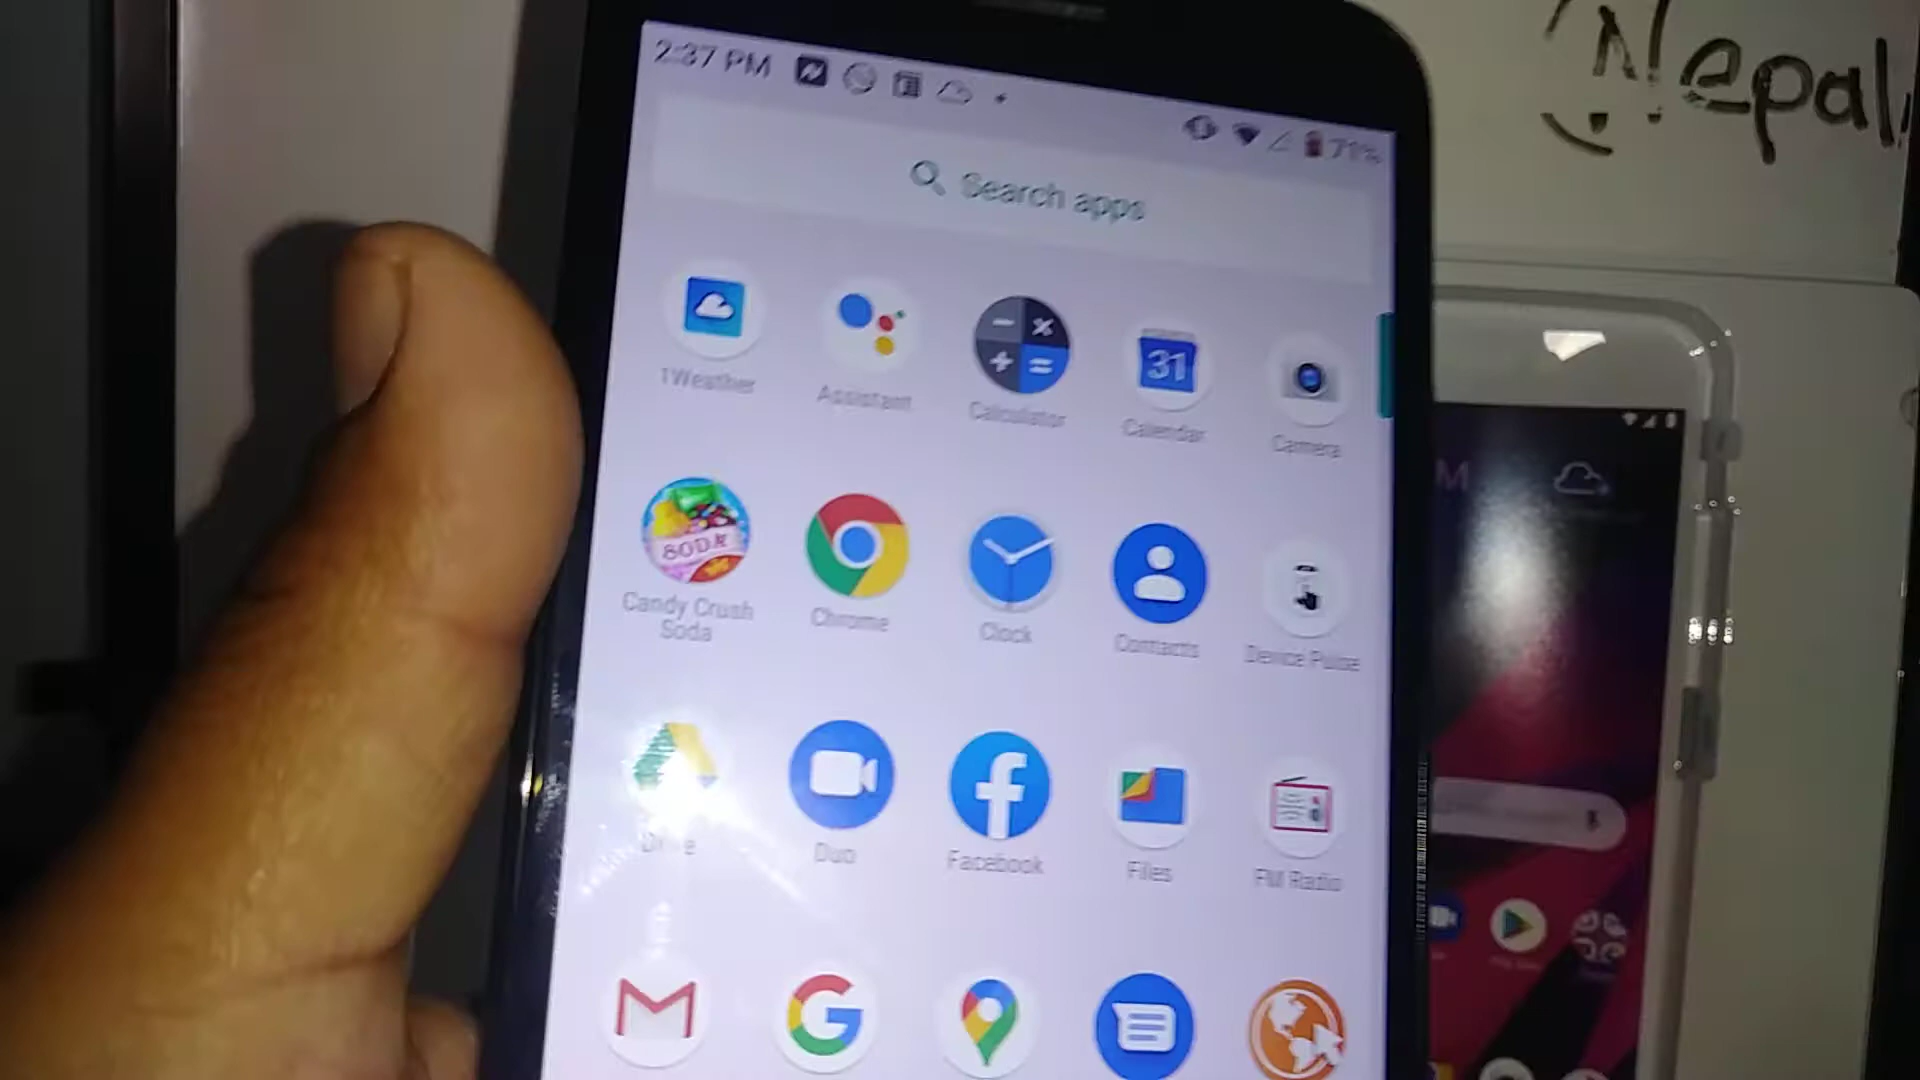 Nepal
2:37 PM
71%
Search apps
1Weather Assistant Calculator Calendar Camera
31
SODA
Candy Crush Soda Chrome Clock Contacts Device Pulse
Drive Duo Facebook Files FM Radio
M